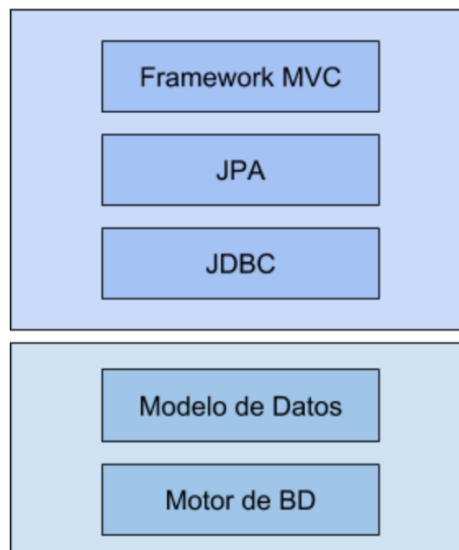 Framework MVC
JPA
JDBC
Modelo de Datos
Motor de BD